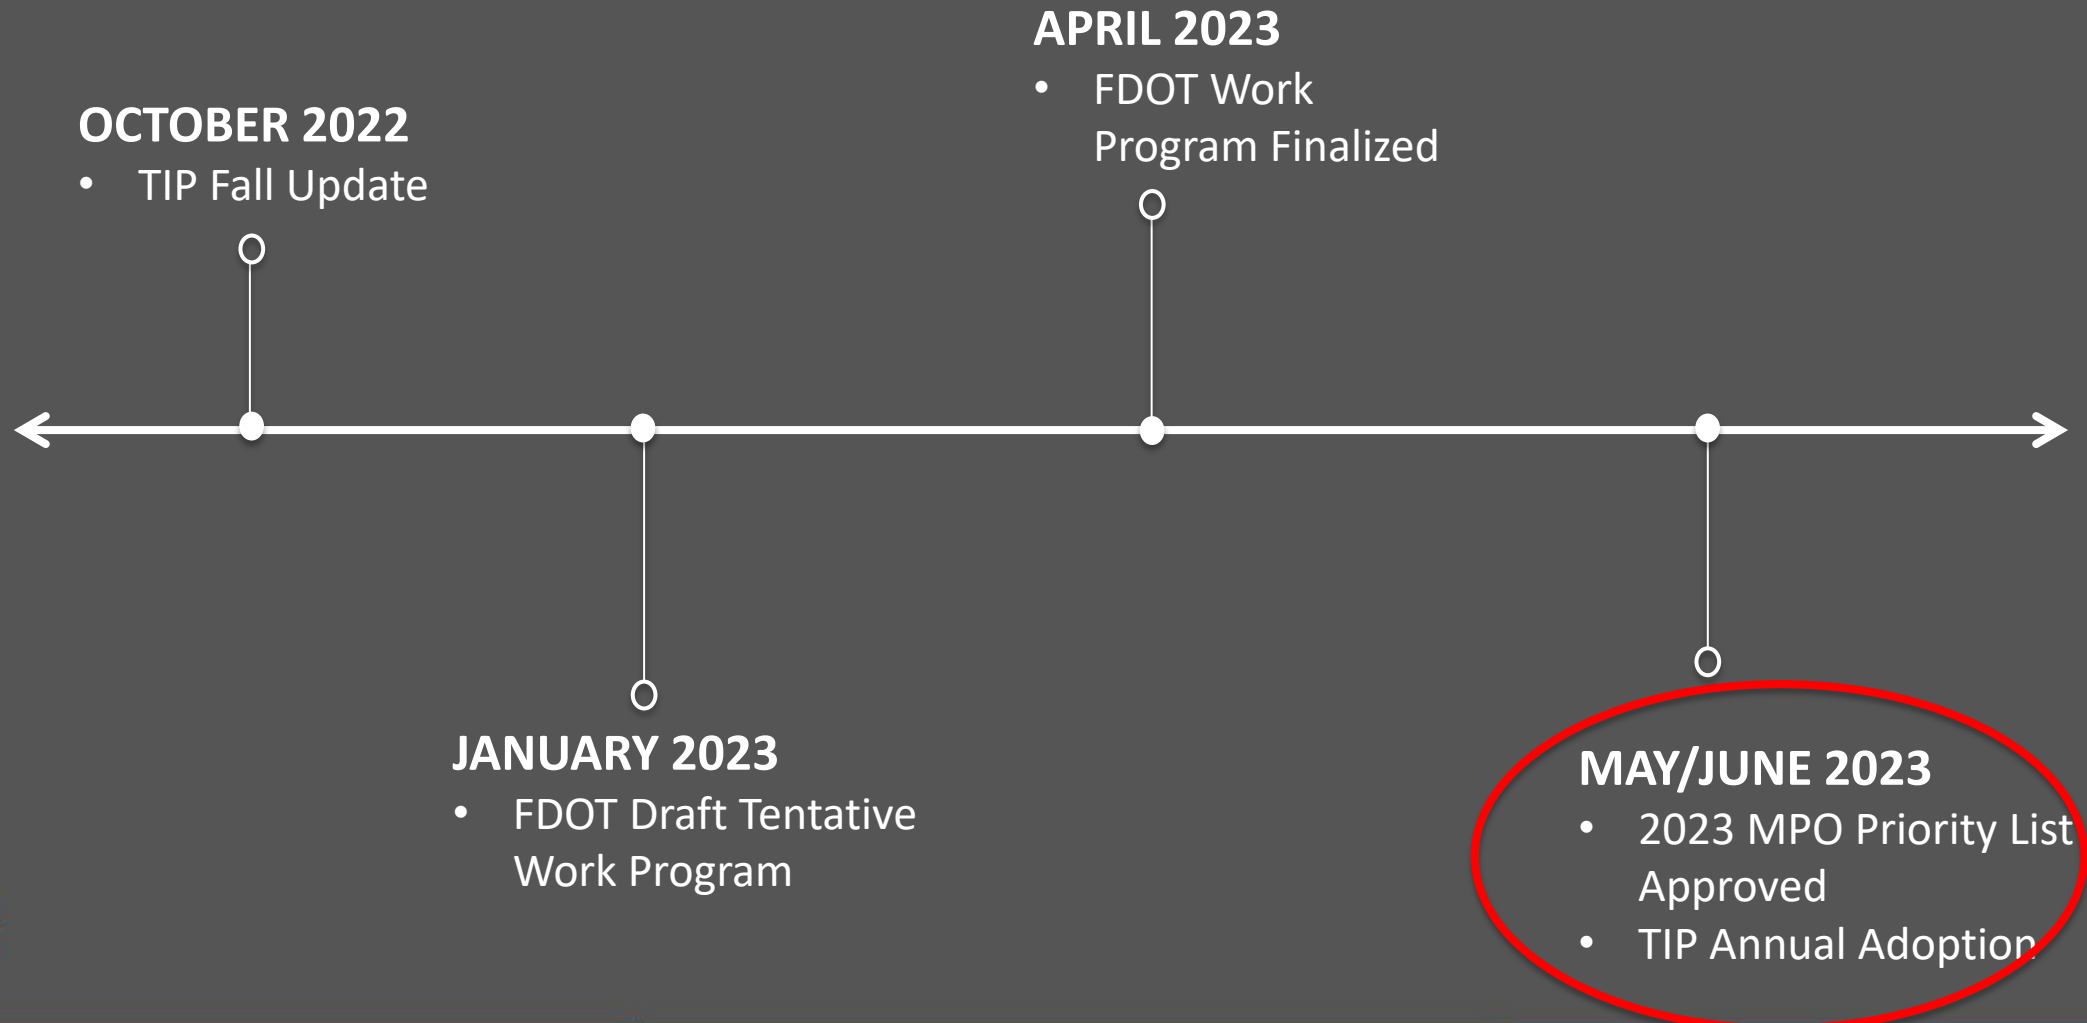 OCTOBER 2022
• TIP Fall Update
JANUARY 2023
• FDOT Draft Tentative
Work Program
APRIL 2023
• FDOT Work
Program Finalized
MAY/JUNE 2023
• 2023 MPO Priority List
Approved
• TIP Annual Adoption